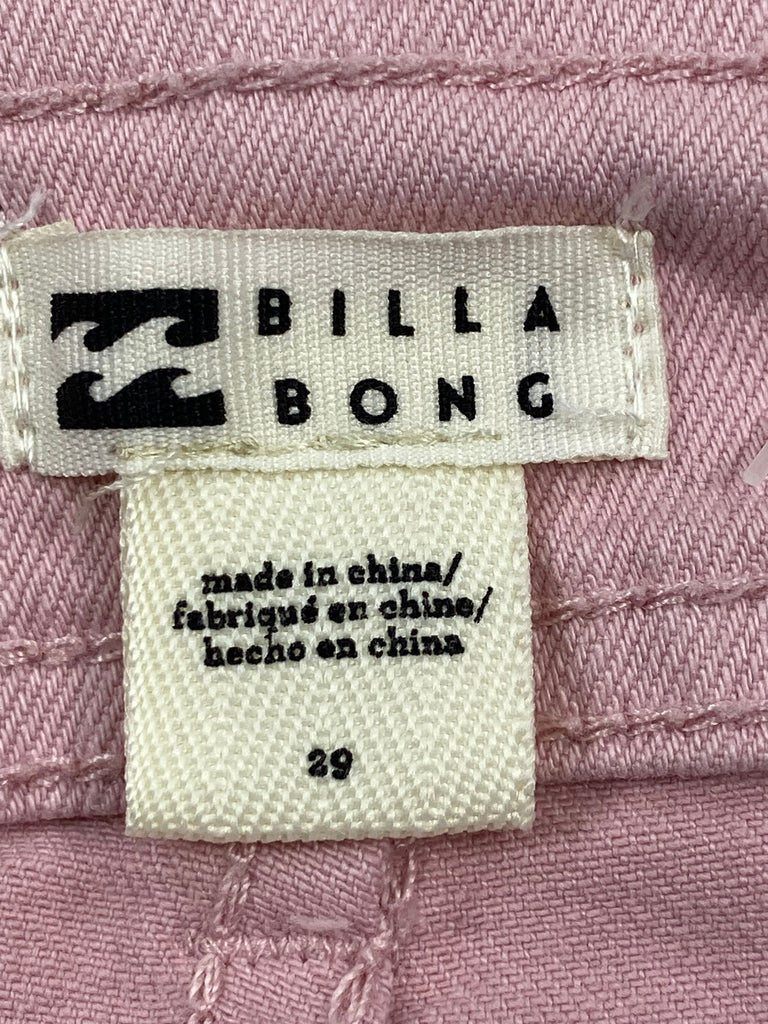 BILLA
BONG
made in china/
fabriqué en chine/
hecho en china
29